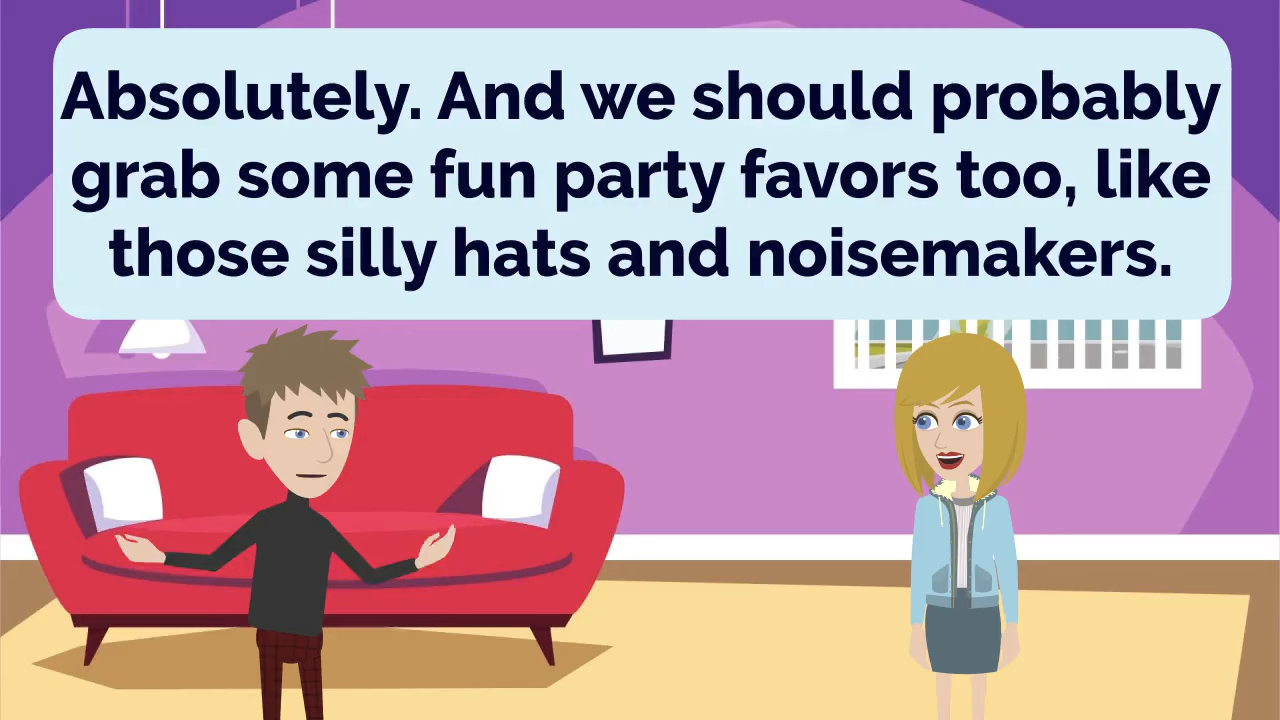 Absolutely. And we should probably
grab some fun party favors too, like
those silly hats and noisemakers.